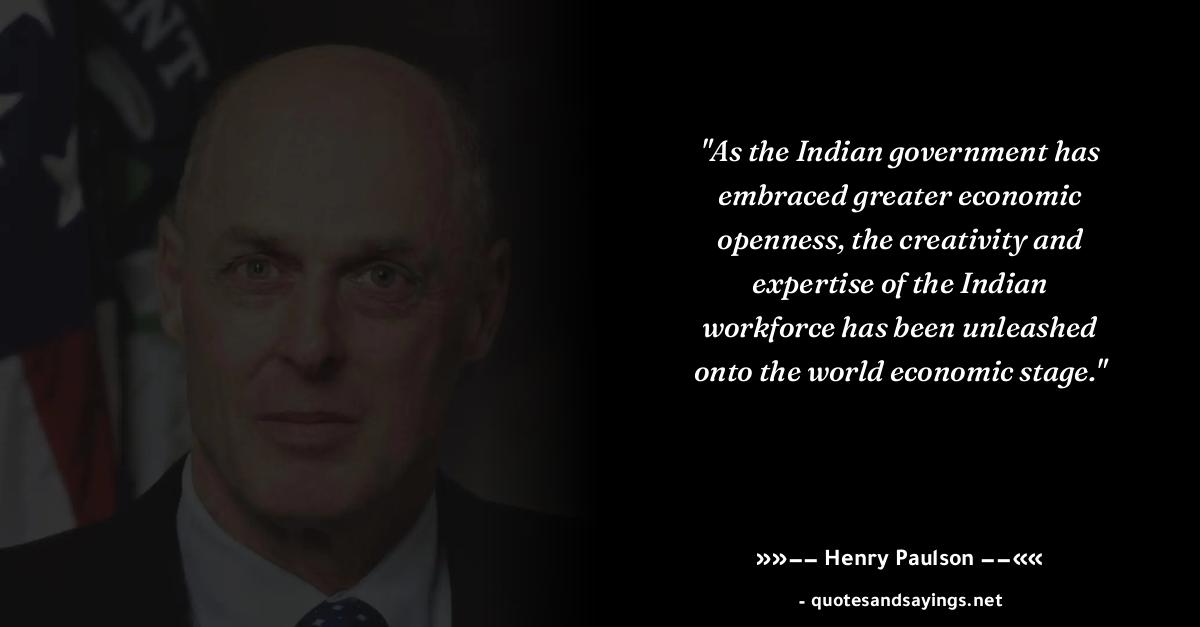 NT
"As the Indian government has
embraced greater economic
openness, the creativity and
expertise of the Indian
workforce has been unleashed
onto the world economic stage."
»»–– Henry Paulson ––««
- quotesandsayings.net